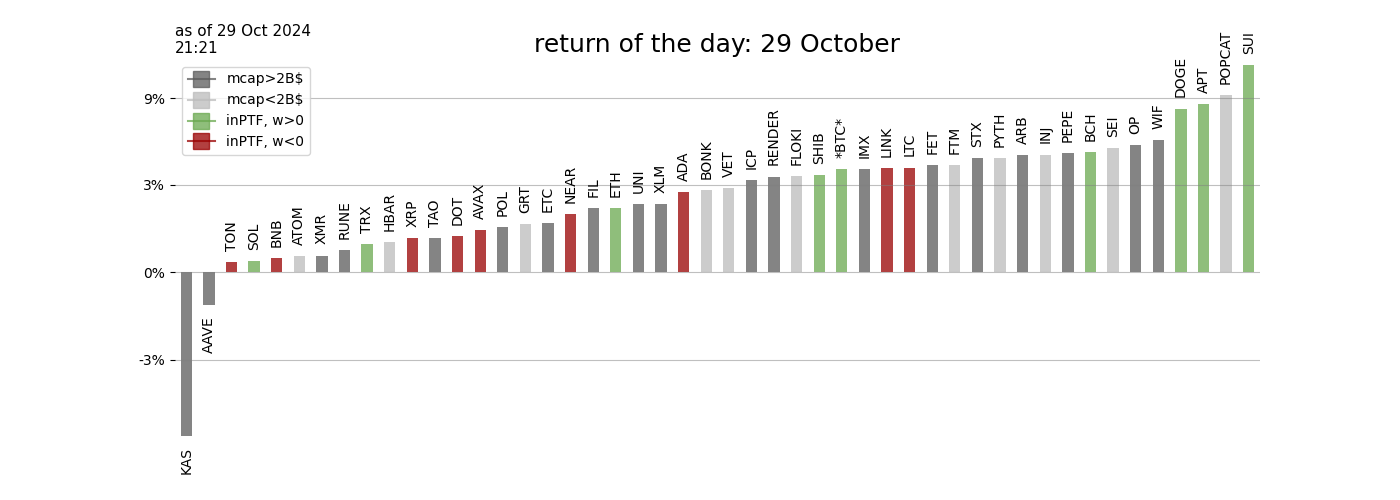 as of 29 Oct 2024
21:21
return of the day: 29 October
mcap>2B$
mcap<2B$
inPTF, w>0
inPTF, w<0
9%
3%
0%
-3%
KAS
AAVE
TON
SOL
BNB
ATOM
XMR
RUNE
TRX
HBAR
XRP
TAO
DOT
AVAX
POL
GRT
ETC
NEAR
FIL
ETH
UNI
XLM
ADA
BONK
VET
ICP
RENDER
FLOKI
SHIB
*BTC*
IMX
LINK
LTC
FET
FTM
STX
PYTH
ARB
INJ
PEPE
BCH
SEI
OP
WIF
DOGE
APT
POPCAT
SUI